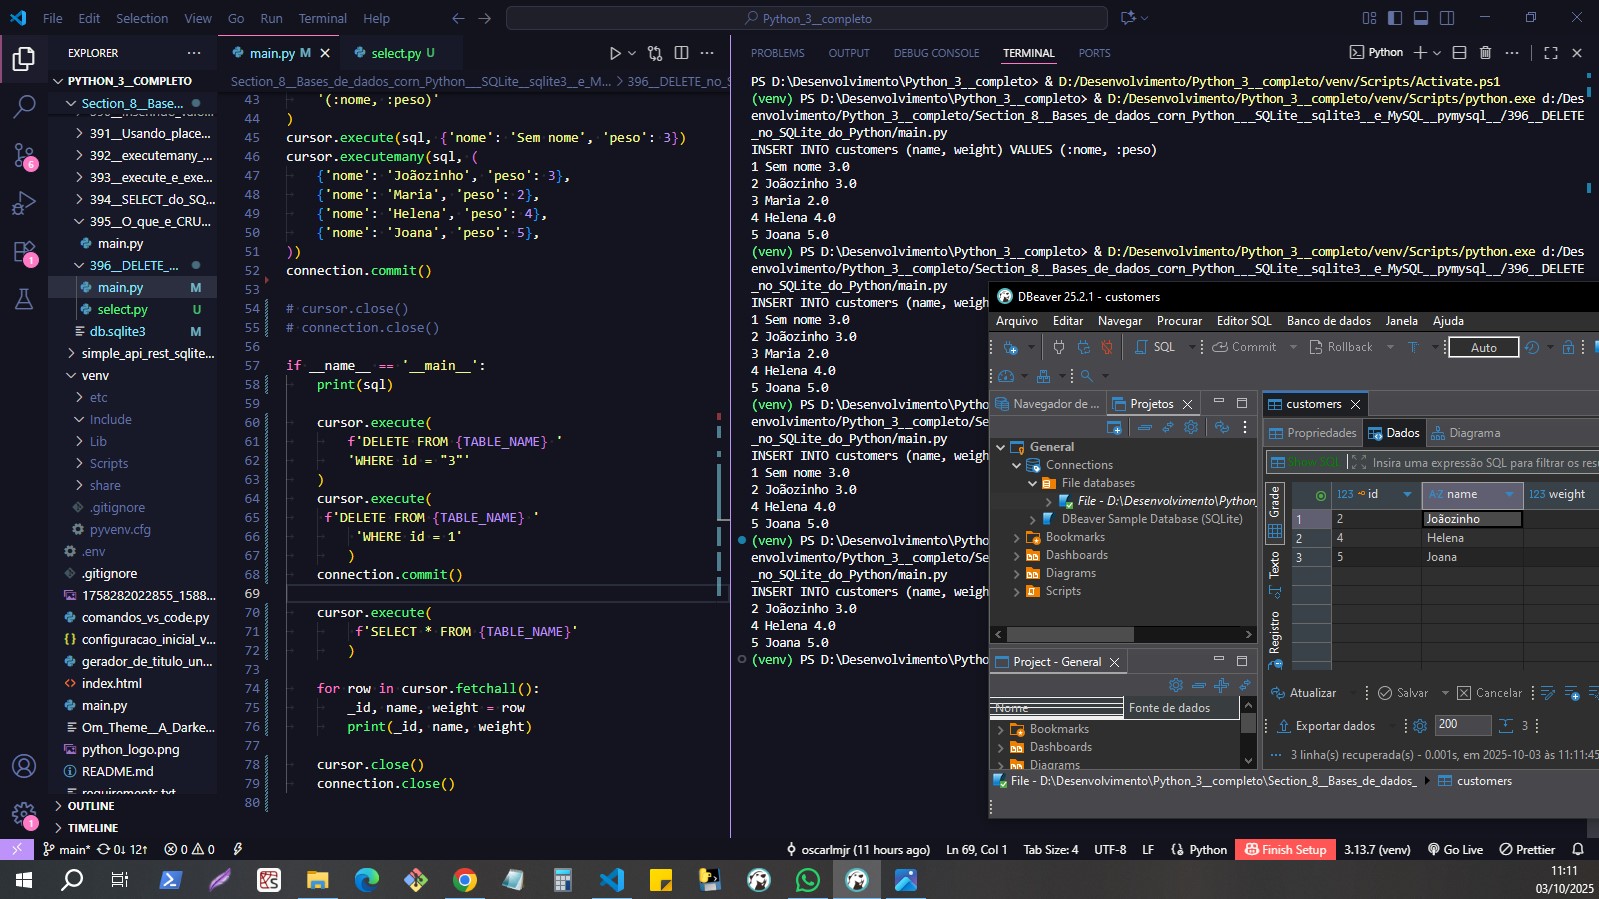 File Edit Selection View Go Run Terminal Help
Python_3__completo
EXPLORER
PYTHON_3__COMPLETO
Section_8__Base...
391__Usando_place...
392__executemany_...
393__execute_e_exe...
394__SELECT_do_SQ...
395__O_que_e_CRU...
main.py
396__DELETE_...
main.py M
select.py U
db.sqlite3 M
simple_api_rest_sqlite...
venv
etc
Include
Lib
Scripts
share
.gitignore
pyvenv.cfg
.env
.gitignore
1758282022855_1588...
comandos_vs_code.py
configuracao_inicial_v...
gerador_de_titulo_un...
index.html
main.py
Om_Theme__A_Darke...
python_logo.png
README.md
requirements.txt
OUTLINE
TIMELINE
main.py M
select.py U
Section_8__Bases_de_dados_corn_Python___SQLite__sqlite3__e_M... > 396__DELETE_no_S
43 '(:nome, :peso)'
44 )
45 cursor.execute(sql, {'nome': 'Sem nome', 'peso': 3})
46 cursor.executemany(sql, (
47 {'nome': 'Joãozinho', 'peso': 3},
48 {'nome': 'Maria', 'peso': 2},
49 {'nome': 'Helena', 'peso': 4},
50 {'nome': 'Joana', 'peso': 5},
51 ))
52 connection.commit()
53
54 # cursor.close()
55 # connection.close()
56
57 if __name__ == '__main__':
58 print(sql)
59
60 cursor.execute(
61 f'DELETE FROM {TABLE_NAME} '
62 'WHERE id = "3"'
63 )
64 cursor.execute(
65 f'DELETE FROM {TABLE_NAME} '
66 'WHERE id = 1'
67 )
68 connection.commit()
69
70 cursor.execute(
71 f'SELECT * FROM {TABLE_NAME}'
72 )
73
74 for row in cursor.fetchall():
75 _id, name, weight = row
76 print(_id, name, weight)
77
78 cursor.close()
79 connection.close()
80
PROBLEMS OUTPUT DEBUG CONSOLE TERMINAL PORTS
Python
PS D:\Desenvolvimento\Python_3__completo> & D:/Desenvolvimento/Python_3__completo/venv/Scripts/Activate.ps1
(venv) PS D:\Desenvolvimento\Python_3__completo> & D:/Desenvolvimento/Python_3__completo/venv/Scripts/python.exe d:/Des
envolvimento/Python_3__completo/Section_8__Bases_de_dados_corn_Python___SQLite__sqlite3__e_MySQL__pymysql__/396__DELETE
_no_SQLite_do_Python/main.py
INSERT INTO customers (name, weight) VALUES (:nome, :peso)
1 Sem nome 3.0
2 Joãozinho 3.0
3 Maria 2.0
4 Helena 4.0
5 Joana 5.0
(venv) PS D:\Desenvolvimento\Python_3__completo> & D:/Desenvolvimento/Python_3__completo/venv/Scripts/python.exe d:/Des
envolvimento/Python_3__completo/Section_8__Bases_de_dados_corn_Python___SQLite__sqlite3__e_MySQL__pymysql__/396__DELETE
_no_SQLite_do_Python/main.py
INSERT INTO customers (name, weigh
1 Sem nome 3.0
2 Joãozinho 3.0
3 Maria 2.0
4 Helena 4.0
5 Joana 5.0
(venv) PS D:\Desenvolvimento\Pytho
envolvimento/Python_3__completo/Se
_no_SQLite_do_Python/main.py
INSERT INTO customers (name, weigh
1 Sem nome 3.0
2 Joãozinho 3.0
4 Helena 4.0
5 Joana 5.0
(venv) PS D:\Desenvolvimento\Pytho
envolvimento/Python_3__completo/Se
_no_SQLite_do_Python/main.py
INSERT INTO customers (name, weigh
2 Joãozinho 3.0
4 Helena 4.0
5 Joana 5.0
(venv) PS D:\Desenvolvimento\Pytho
DBeaver 25.2.1 - customers
Arquivo Editar Navegar Procurar Editor SQL Banco de dados Janela Ajuda
SQL Commit Rollback T Auto
Navegador de ... Projetos
General
Connections
File databases
File - D:\Desenvolvimento\Python_
DBeaver Sample Database (SQLite)
Bookmarks
Dashboards
Diagrams
Scripts
Project - General
Nome Fonte de dados
Bookmarks
Dashboards
Diagrams
customers
Propriedades Dados Diagrama
Insira uma expressão SQL para filtrar os resu
Grade
Texto
Registro
123 id A-Z name 123 weight
1 2 Joãozinho
2 4 Helena
3 5 Joana
Atualizar Salvar Cancelar
Exportar dados 200 3
3 linha(s) recuperada(s) - 0.001s, em 2025-10-03 às 11:11:45
File - D:\Desenvolvimento\Python_3__completo\Section_8__Bases_de_dados_ customers
main* 0↓ 12↑ 0 0 oscarlmjr (11 hours ago) Ln 69, Col 1 Tab Size: 4 UTF-8 LF Python Finish Setup 3.13.7 (venv) Go Live Prettier
11:11
03/10/2025